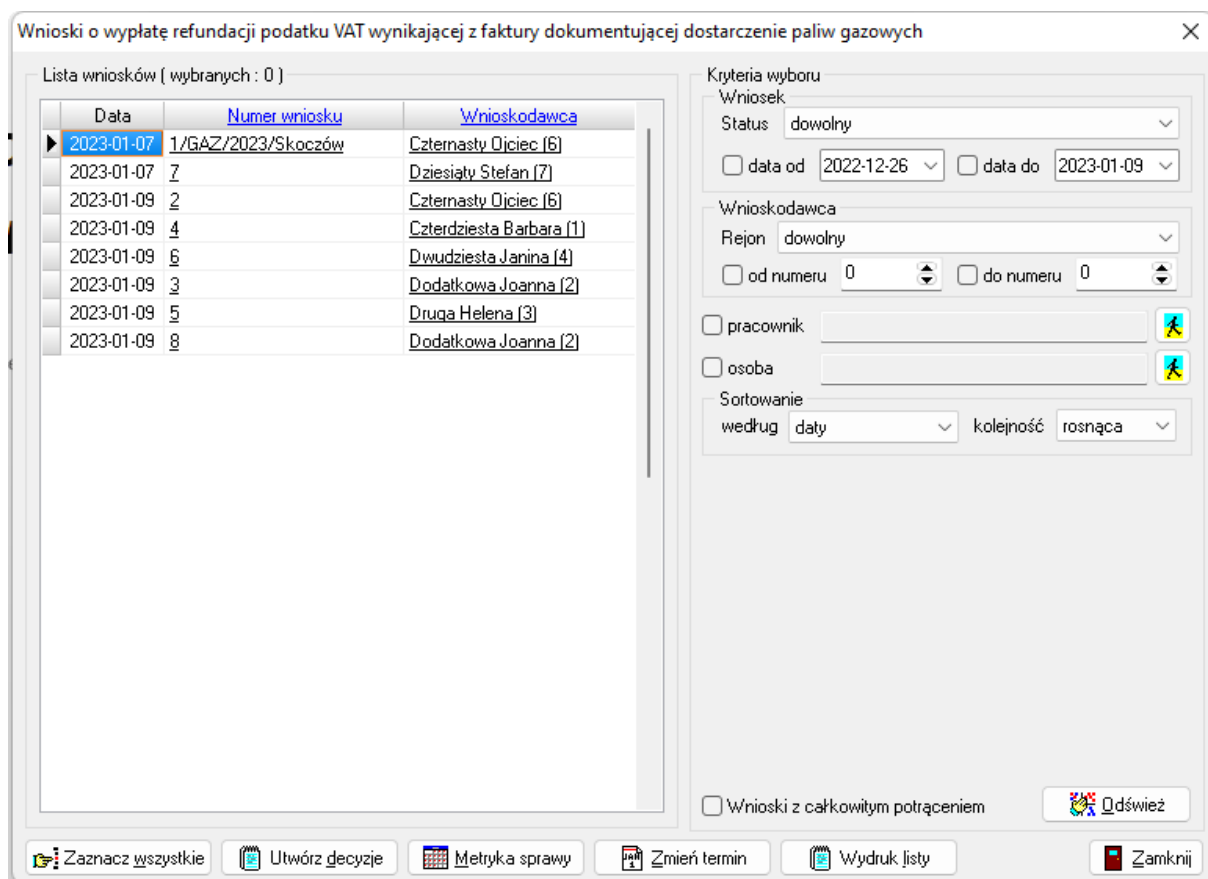 Wnioski o wypłatę refundacji podatku VAT wynikającej z faktury dokumentującej dostarczenie paliw gazowych
Lista wniosków ( wybranych : 0 )
Data Numer wniosku Wnioskodawca
2023-01-07 1/GAZ/2023/Skoczów Czternasty Ojciec (6)
2023-01-07 7 Dziesiąty Stefan (7)
2023-01-09 2 Czternasty Ojciec (6)
2023-01-09 4 Czterdziesta Barbara (1)
2023-01-09 6 Dwudziesta Janina (4)
2023-01-09 3 Dodatkowa Joanna (2)
2023-01-09 5 Druga Helena (3)
2023-01-09 8 Dodatkowa Joanna (2)
Kryteria wyboru
Wniosek
Status dowolny
data od 2022-12-26 data do 2023-01-09
Wnioskodawca
Rejon dowolny
od numeru 0 do numeru 0
pracownik
osoba
Sortowanie
według daty kolejność rosnąca
Wnioski z całkowitym potrąceniem Odśwież
Zaznacz wszystkie Utwórz decyzje Metryka sprawy Zmień termin Wydruk listy Zamknij